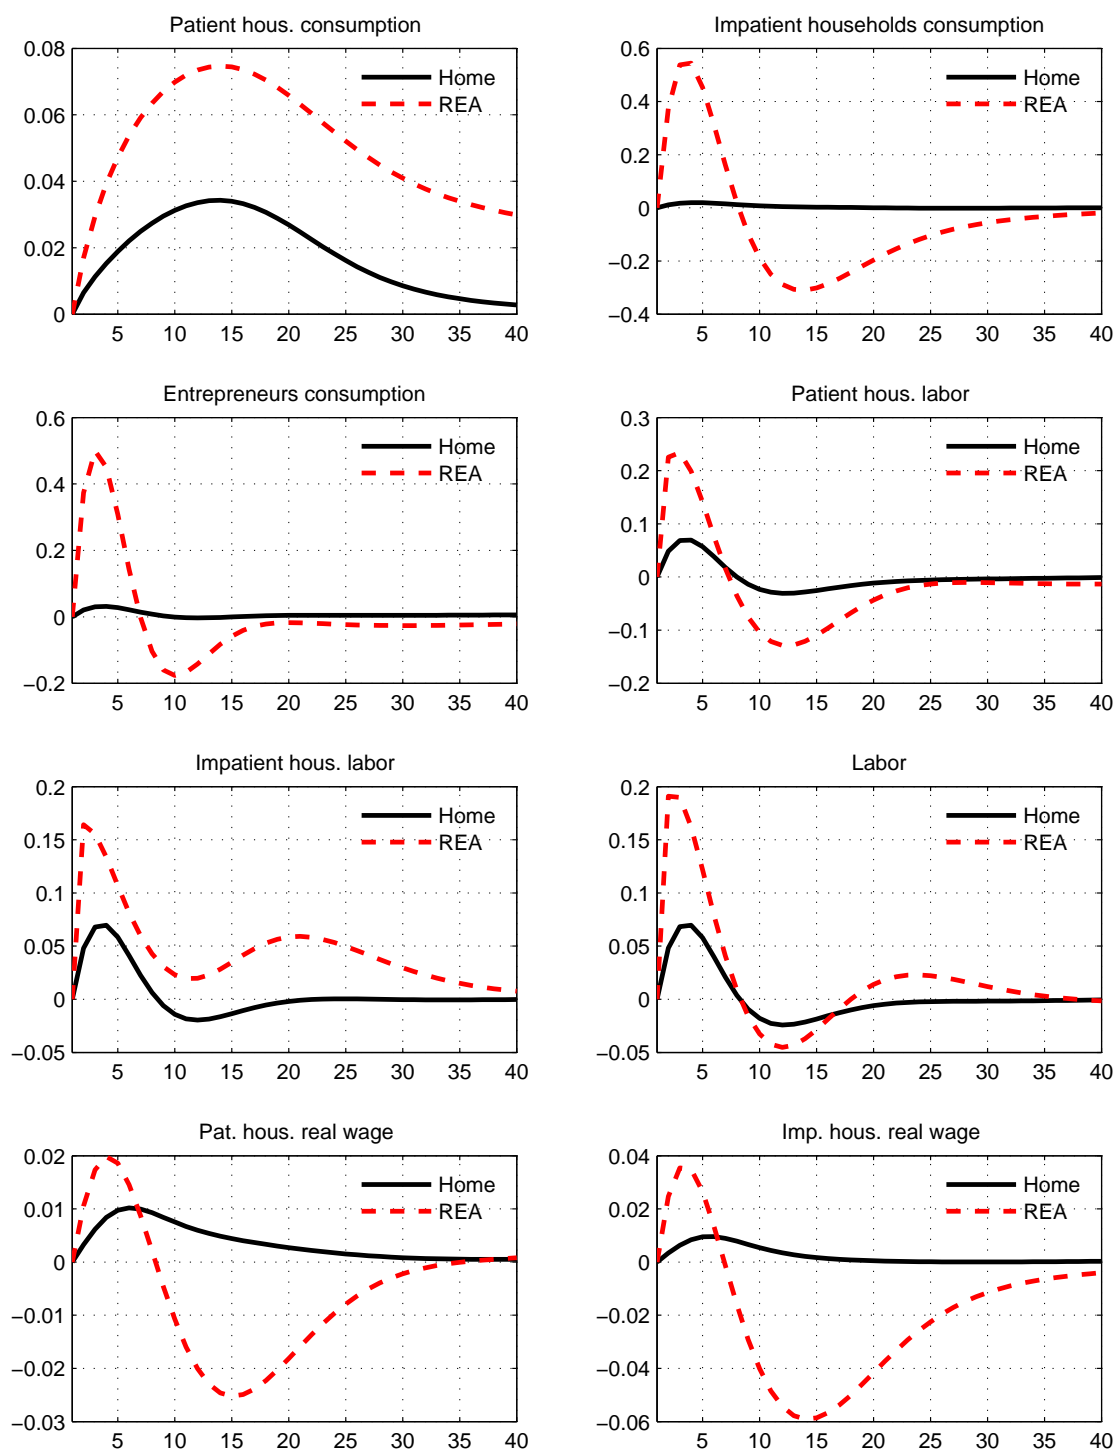 Patient hous. consumption
0.08
0.06
0.04
0.02
0
Home
REA
5 10 15 20 25 30 35 40
Impatient households consumption
0.6
0.4
0.2
0
−0.2
−0.4
Home
REA
5 10 15 20 25 30 35 40
Entrepreneurs consumption
0.6
0.4
0.2
0
−0.2
Home
REA
5 10 15 20 25 30 35 40
Patient hous. labor
0.3
0.2
0.1
0
−0.1
−0.2
Home
REA
5 10 15 20 25 30 35 40
Impatient hous. labor
0.2
0.15
0.1
0.05
0
−0.05
Home
REA
5 10 15 20 25 30 35 40
Labor
0.2
0.15
0.1
0.05
0
−0.05
Home
REA
5 10 15 20 25 30 35 40
Pat. hous. real wage
0.02
0.01
0
−0.01
−0.02
−0.03
Home
REA
5 10 15 20 25 30 35 40
Imp. hous. real wage
0.04
0.02
0
−0.02
−0.04
−0.06
Home
REA
5 10 15 20 25 30 35 40